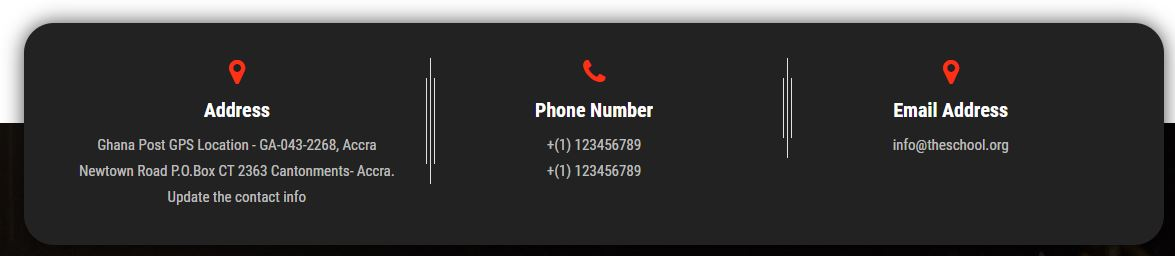 Address
Ghana Post GPS Location - GA-043-2268, Accra
Newtown Road P.O.Box CT 2363 Cantonments- Accra.
Update the contact info
Phone Number
+(1) 123456789
+(1) 123456789
Email Address
info@theschool.org